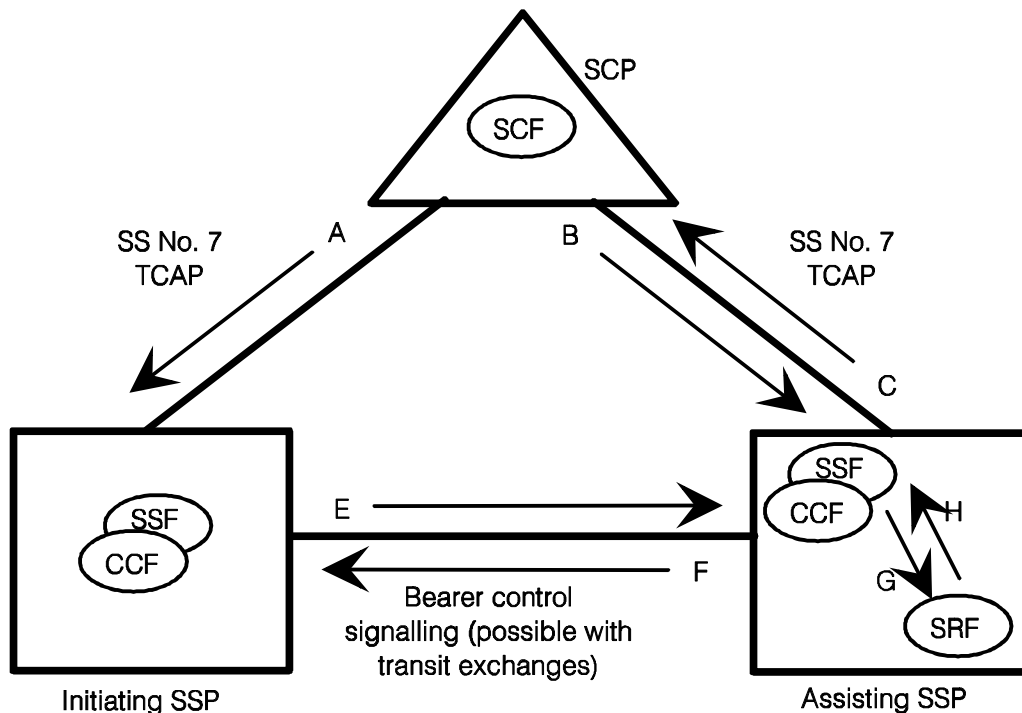 SCP
SCF
A
B
SS No. 7
TCAP
SS No. 7
TCAP
C
SSF
CCF
E
SSF
CCF
H
F
G
Bearer control
signalling (possible with
transit exchanges)
SRF
Initiating SSP
Assisting SSP